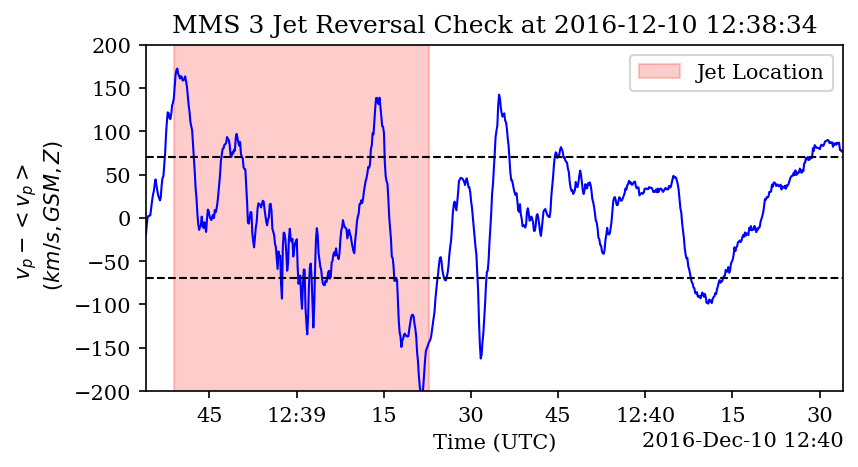 MMS 3 Jet Reversal Check at 2016-12-10 12:38:34
200
150
100
50
0
−50
−100
−150
−200
v_p − <v_p>
(km/s, GSM, Z)
Jet Location
45 12:39 15 30 45 12:40 15 30
Time (UTC)
2016-Dec-10 12:40